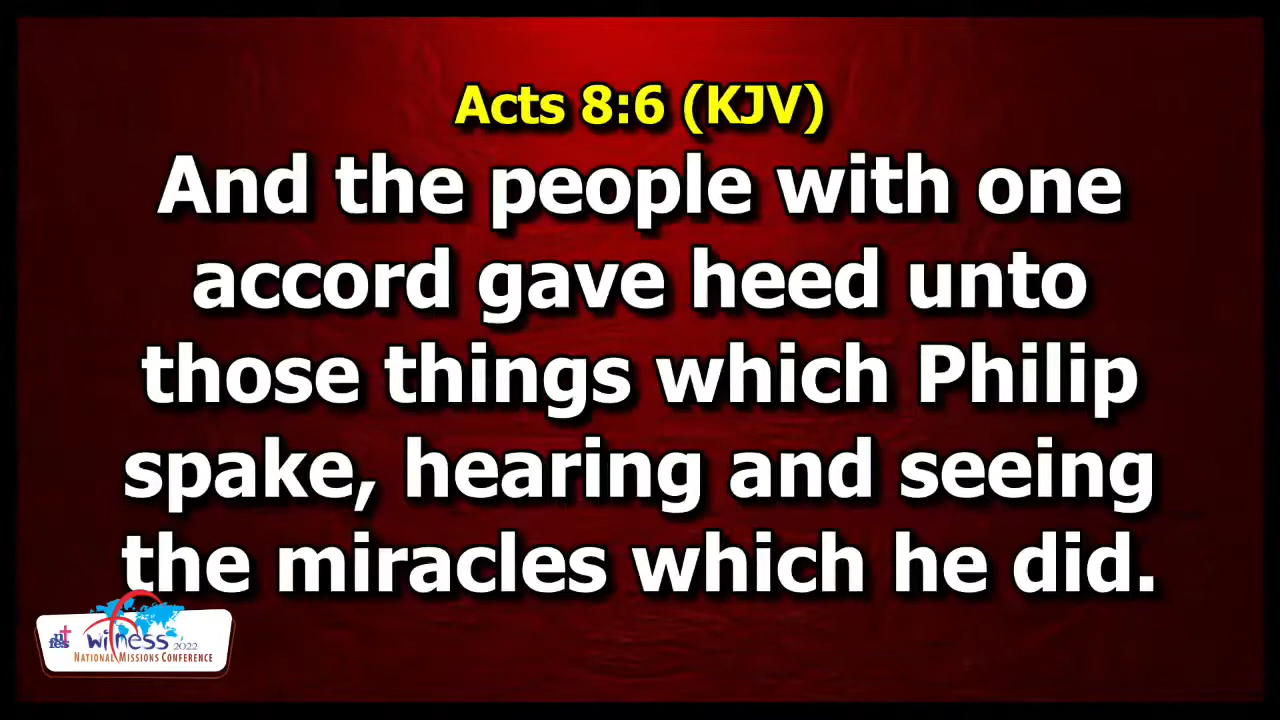 Acts 8:6 (KJV)
And the people with one
accord gave heed unto
those things which Philip
spake, hearing and seeing
the miracles which he did.
nifes witness 2022
NATIONAL MISSIONS CONFERENCE